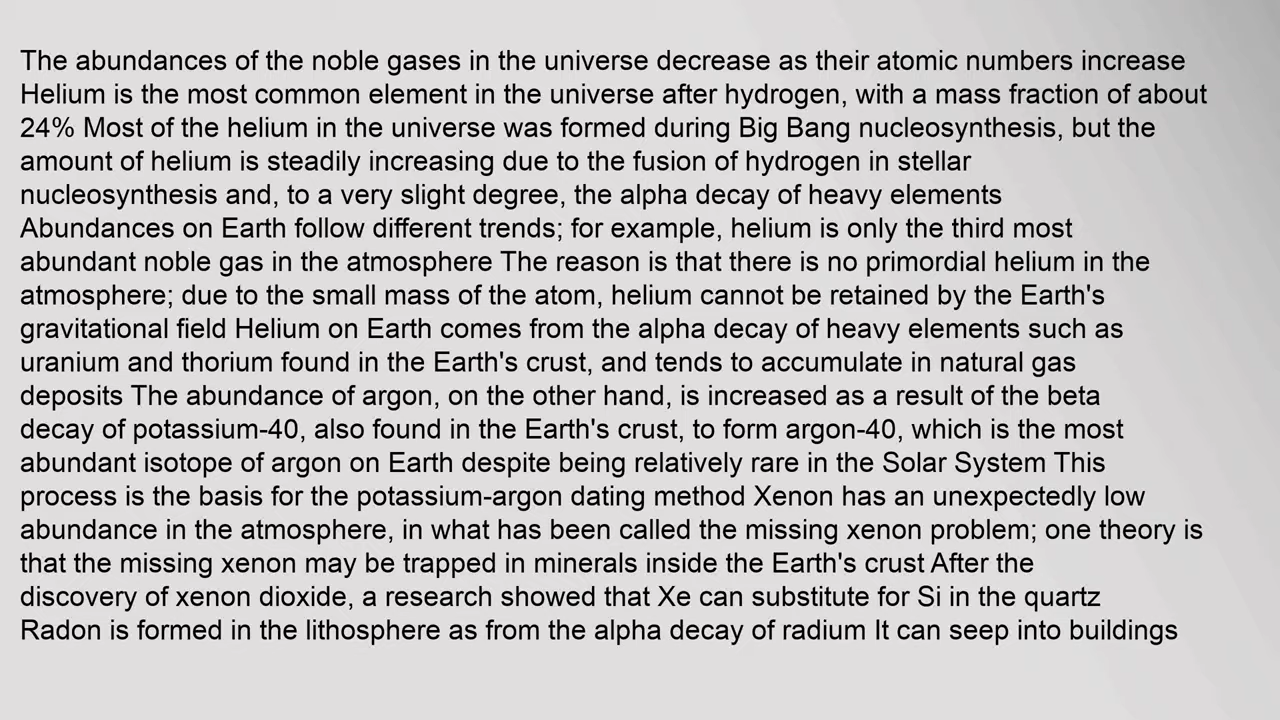 The abundances of the noble gases in the universe decrease as their atomic numbers increase
Helium is the most common element in the universe after hydrogen, with a mass fraction of about
24% Most of the helium in the universe was formed during Big Bang nucleosynthesis, but the
amount of helium is steadily increasing due to the fusion of hydrogen in stellar
nucleosynthesis and, to a very slight degree, the alpha decay of heavy elements
Abundances on Earth follow different trends; for example, helium is only the third most
abundant noble gas in the atmosphere The reason is that there is no primordial helium in the
atmosphere; due to the small mass of the atom, helium cannot be retained by the Earth's
gravitational field Helium on Earth comes from the alpha decay of heavy elements such as
uranium and thorium found in the Earth's crust, and tends to accumulate in natural gas
deposits The abundance of argon, on the other hand, is increased as a result of the beta
decay of potassium-40, also found in the Earth's crust, to form argon-40, which is the most
abundant isotope of argon on Earth despite being relatively rare in the Solar System This
process is the basis for the potassium-argon dating method Xenon has an unexpectedly low
abundance in the atmosphere, in what has been called the missing xenon problem; one theory is
that the missing xenon may be trapped in minerals inside the Earth's crust After the
discovery of xenon dioxide, a research showed that Xe can substitute for Si in the quartz
Radon is formed in the lithosphere as from the alpha decay of radium It can seep into buildings